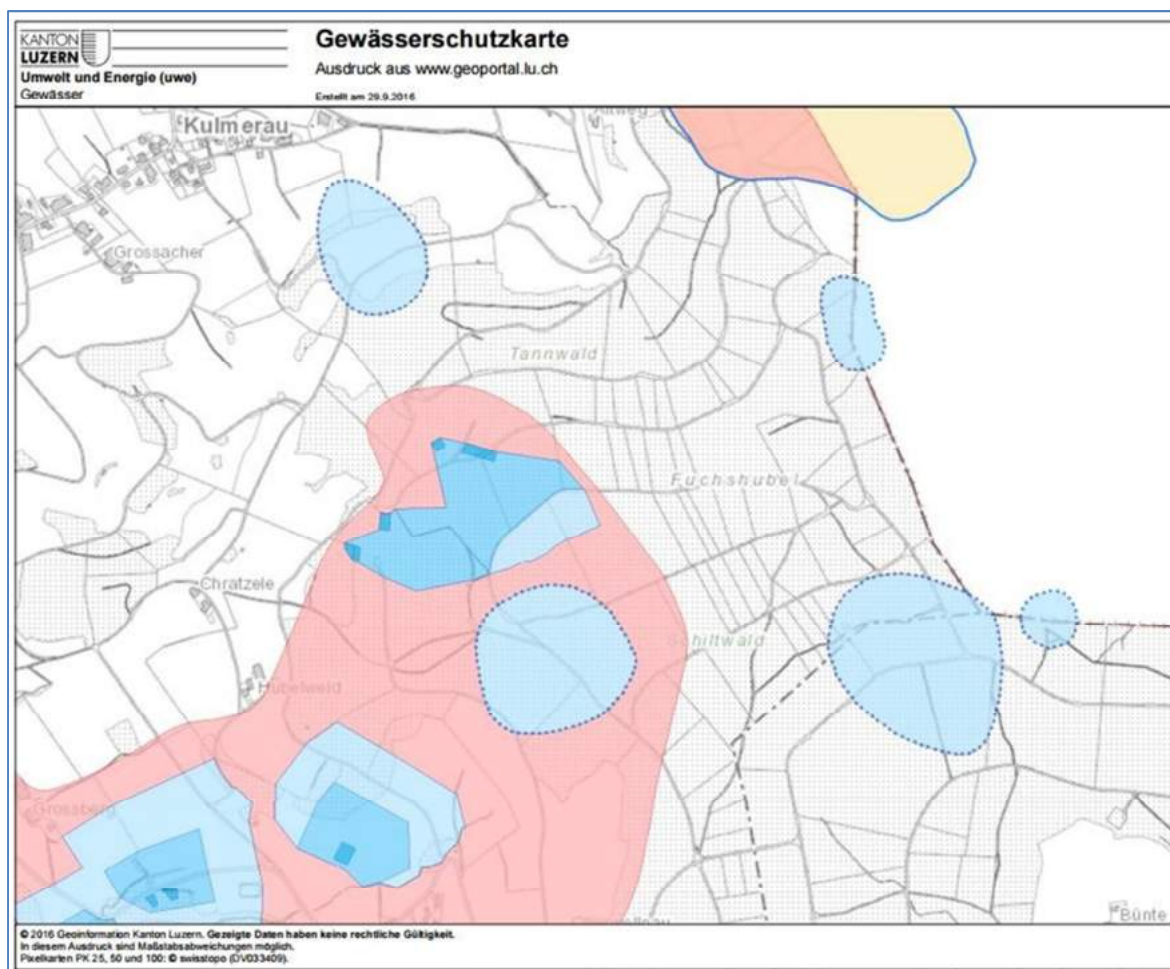 KANTON
LUZERN
Umwelt und Energie (uwe)
Gewässer
Gewässerschutzkarte
Ausdruck aus www.geoportal.lu.ch
Erstellt am 29.9.2016
Kulmerau
Grossacher
Tannwald
Fuchshubel
Chratzele
Schiltwald
Hubelweid
Grossberg
Bünte
© 2016 Geoinformation Kanton Luzern. Gezeigte Daten haben keine rechtliche Gültigkeit.
In diesem Ausdruck sind Maßstabsabweichungen möglich.
Pixelkarten PK 25, 50 und 100: © swisstopo (DV033409).